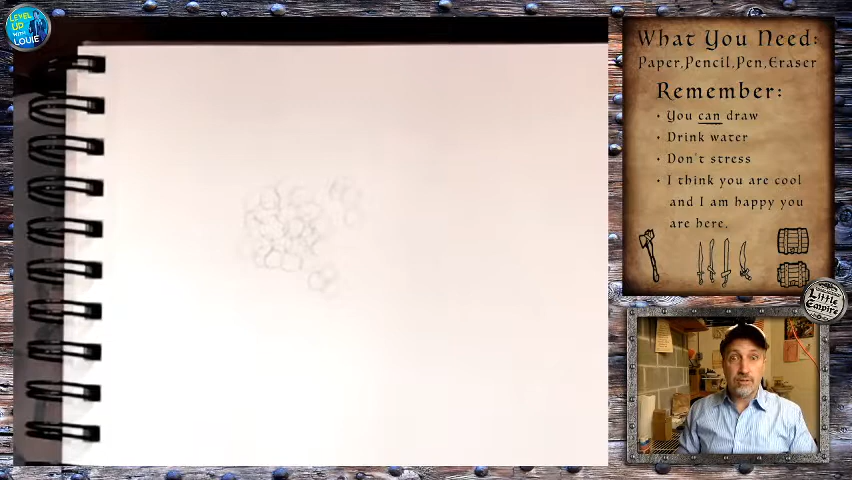 LEVEL
UP
WITH
LOUIE
What You Need:
Paper,Pencil,Pen,Eraser
Remember:
• You can draw
• Drink water
• Don't stress
• I think you are cool
and I am happy you
are here.
Little
Empire